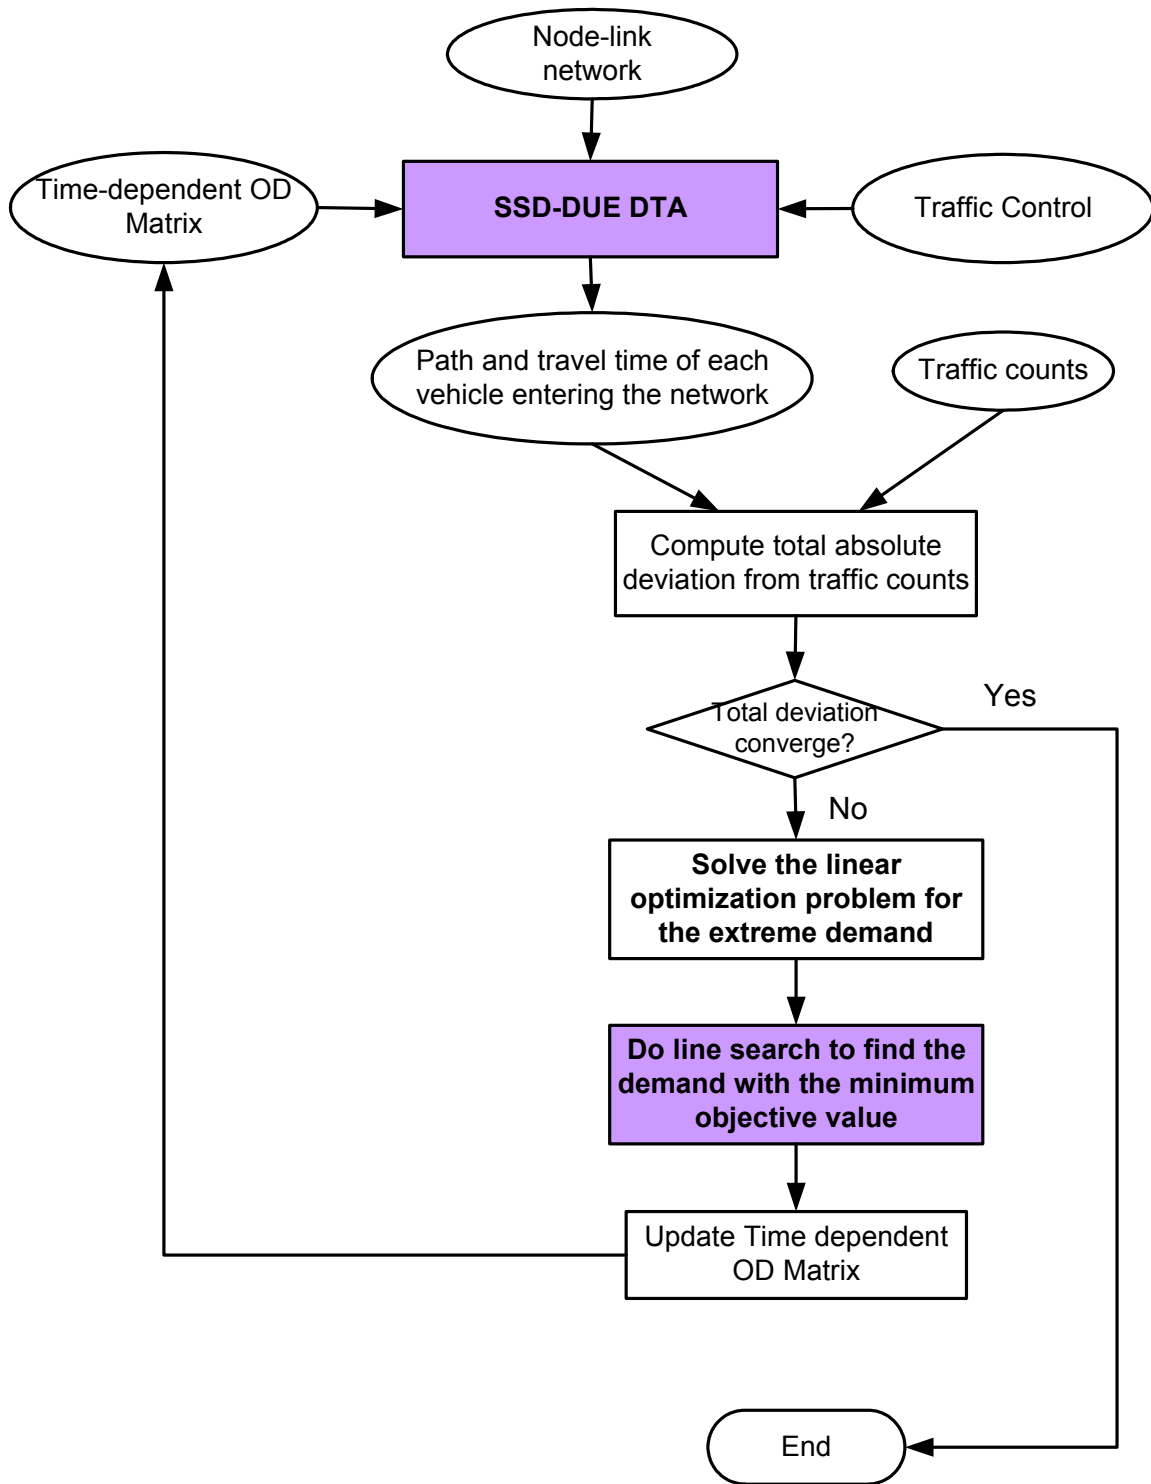 Node-link
network
Time-dependent OD
Matrix
SSD-DUE DTA
Traffic Control
Path and travel time of each
vehicle entering the network
Traffic counts
Compute total absolute
deviation from traffic counts
Total deviation
converge?
Yes
No
Solve the linear
optimization problem for
the extreme demand
Do line search to find the
demand with the minimum
objective value
Update Time dependent
OD Matrix
End